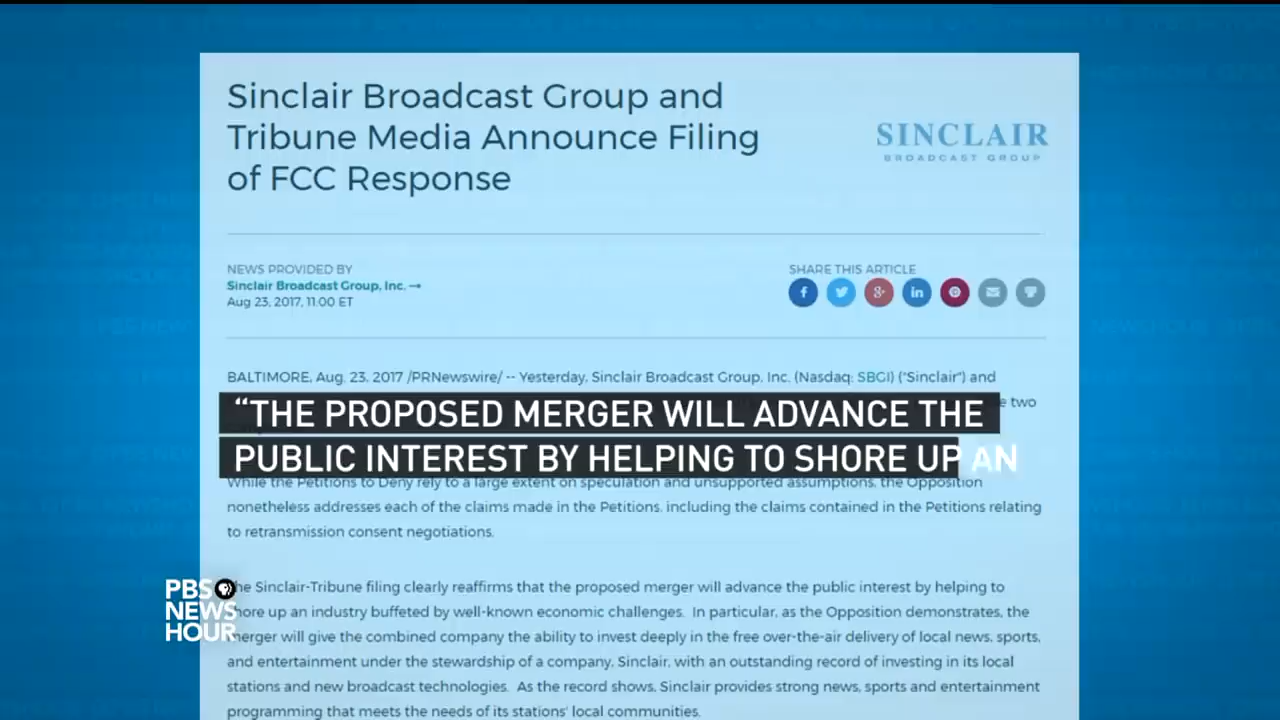 Sinclair Broadcast Group and
Tribune Media Announce Filing
of FCC Response
SINCLAIR
BROADCAST GROUP
NEWS PROVIDED BY
Sinclair Broadcast Group, Inc. →
Aug 23, 2017, 11:00 ET
SHARE THIS ARTICLE
BALTIMORE, Aug. 23, 2017 /PRNewswire/ -- Yesterday, Sinclair Broadcast Group, Inc. (Nasdaq: SBGI) ("Sinclair") and
two
“THE PROPOSED MERGER WILL ADVANCE THE
PUBLIC INTEREST BY HELPING TO SHORE UP AN
While the Petitions to Deny rely to a large extent on speculation and unsupported assumptions, the Opposition
nonetheless addresses each of the claims made in the Petitions, including the claims contained in the Petitions relating
to retransmission consent negotiations.
The Sinclair-Tribune filing clearly reaffirms that the proposed merger will advance the public interest by helping to
shore up an industry buffeted by well-known economic challenges. In particular, as the Opposition demonstrates, the
merger will give the combined company the ability to invest deeply in the free over-the-air delivery of local news, sports,
and entertainment under the stewardship of a company, Sinclair, with an outstanding record of investing in its local
stations and new broadcast technologies. As the record shows, Sinclair provides strong news, sports and entertainment
programming that meets the needs of its stations' local communities.
PBS
NEWS
HOUR